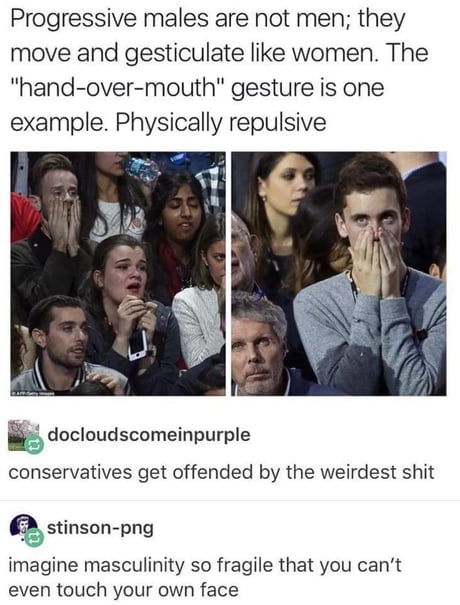 Progressive males are not men; they
move and gesticulate like women. The
"hand-over-mouth" gesture is one
example. Physically repulsive
docloudscomeinpurple
conservatives get offended by the weirdest shit
stinson-png
imagine masculinity so fragile that you can't
even touch your own face